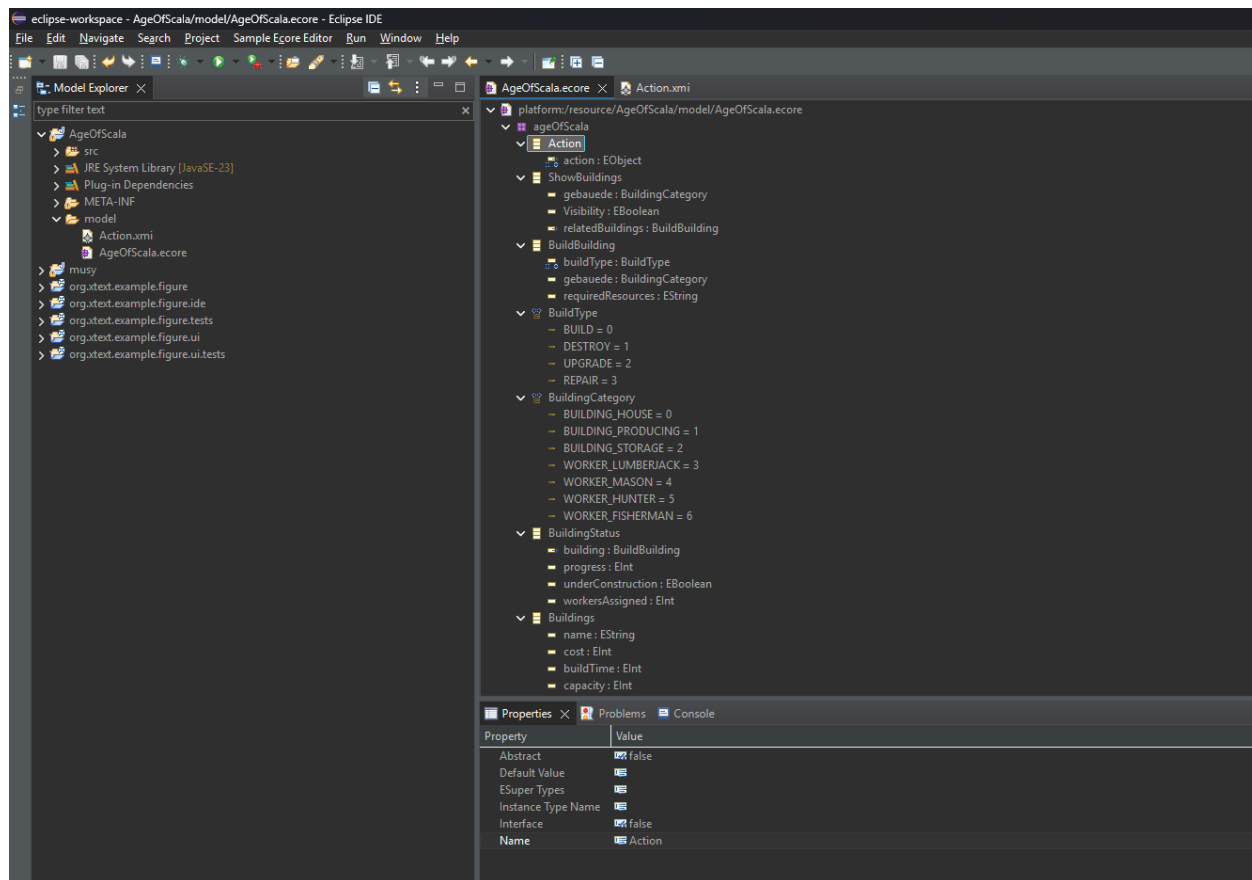 eclipse-workspace - AgeOfScala/model/AgeOfScala.ecore - Eclipse IDE
File Edit Navigate Search Project Sample Ecore Editor Run Window Help
Model Explorer
type filter text
AgeOfScala
src
JRE System Library [JavaSE-23]
Plug-in Dependencies
META-INF
model
Action.xmi
AgeOfScala.ecore
musy
org.xtext.example.figure
org.xtext.example.figure.ide
org.xtext.example.figure.tests
org.xtext.example.figure.ui
org.xtext.example.figure.ui.tests
AgeOfScala.ecore Action.xmi
platform:/resource/AgeOfScala/model/AgeOfScala.ecore
ageOfScala
Action
action : EObject
ShowBuildings
gebauede : BuildingCategory
Visibility : EBoolean
relatedBuildings : BuildBuilding
BuildBuilding
buildType : BuildType
gebauede : BuildingCategory
requiredResources : EString
BuildType
BUILD = 0
DESTROY = 1
UPGRADE = 2
REPAIR = 3
BuildingCategory
BUILDING_HOUSE = 0
BUILDING_PRODUCING = 1
BUILDING_STORAGE = 2
WORKER_LUMBERJACK = 3
WORKER_MASON = 4
WORKER_HUNTER = 5
WORKER_FISHERMAN = 6
BuildingStatus
building : BuildBuilding
progress : EInt
underConstruction : EBoolean
workersAssigned : EInt
Buildings
name : EString
cost : EInt
buildTime : EInt
capacity : EInt
Properties Problems Console
Property Value
Abstract false
Default Value
ESuper Types
Instance Type Name
Interface false
Name Action